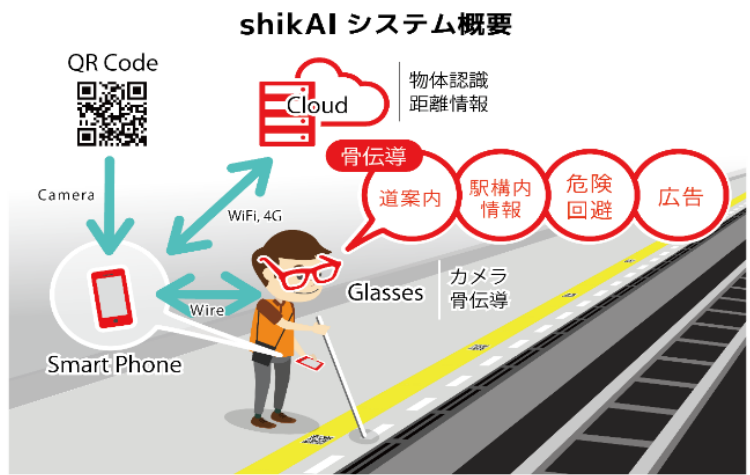 shikAI システム概要
QR Code
Cloud
物体認識
距離情報
骨伝導
道案内
駅構内
情報
危険
回避
広告
Camera
WiFi, 4G
Glasses
カメラ
骨伝導
Wire
Smart Phone